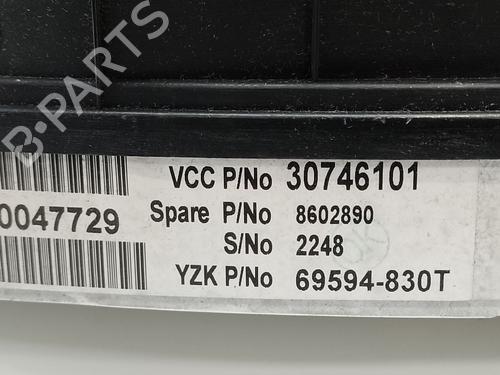 B-PARTS
VCC P/No 30746101
0047729 Spare P/No 8602890
S/No 2248
YZK P/No 69594-830T